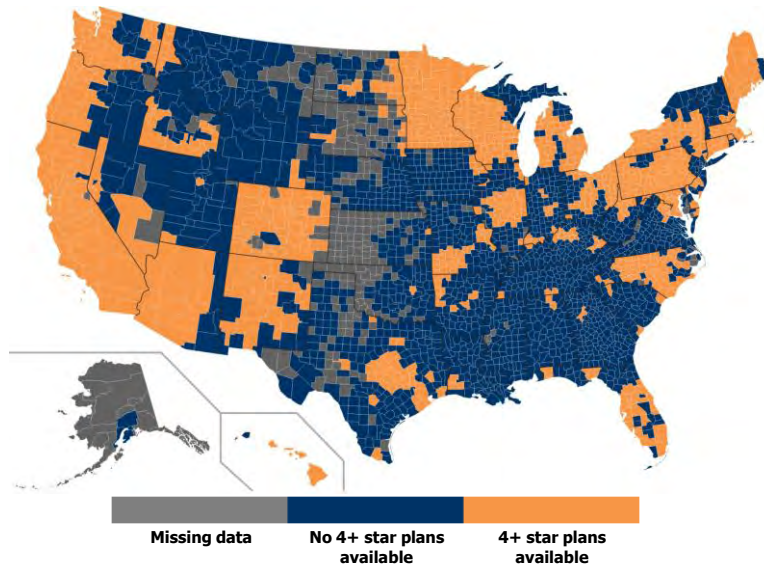 Missing data
No 4+ star plans
available
4+ star plans
available